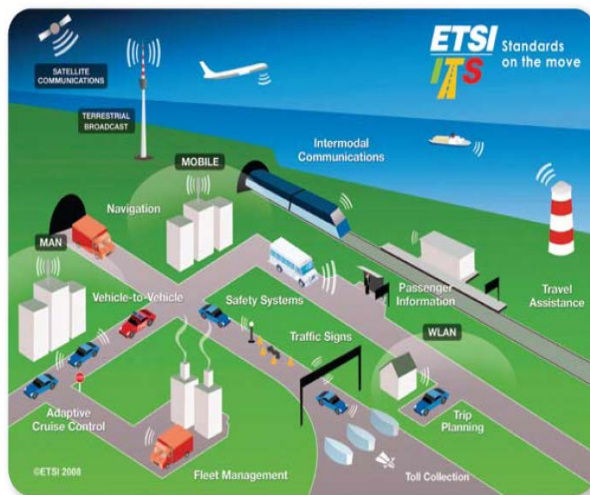 ETSI
ITS
Standards
on the move
SATELLITE
COMMUNICATIONS
TERRESTRIAL
BROADCAST
Intermodal
Communications
MOBILE
Navigation
MAN
Vehicle-to-Vehicle
Safety Systems
Passenger
Information
Travel
Assistance
Traffic Signs
WLAN
Adaptive
Cruise Control
Trip
Planning
Fleet Management
Toll Collection
©ETSI 2008